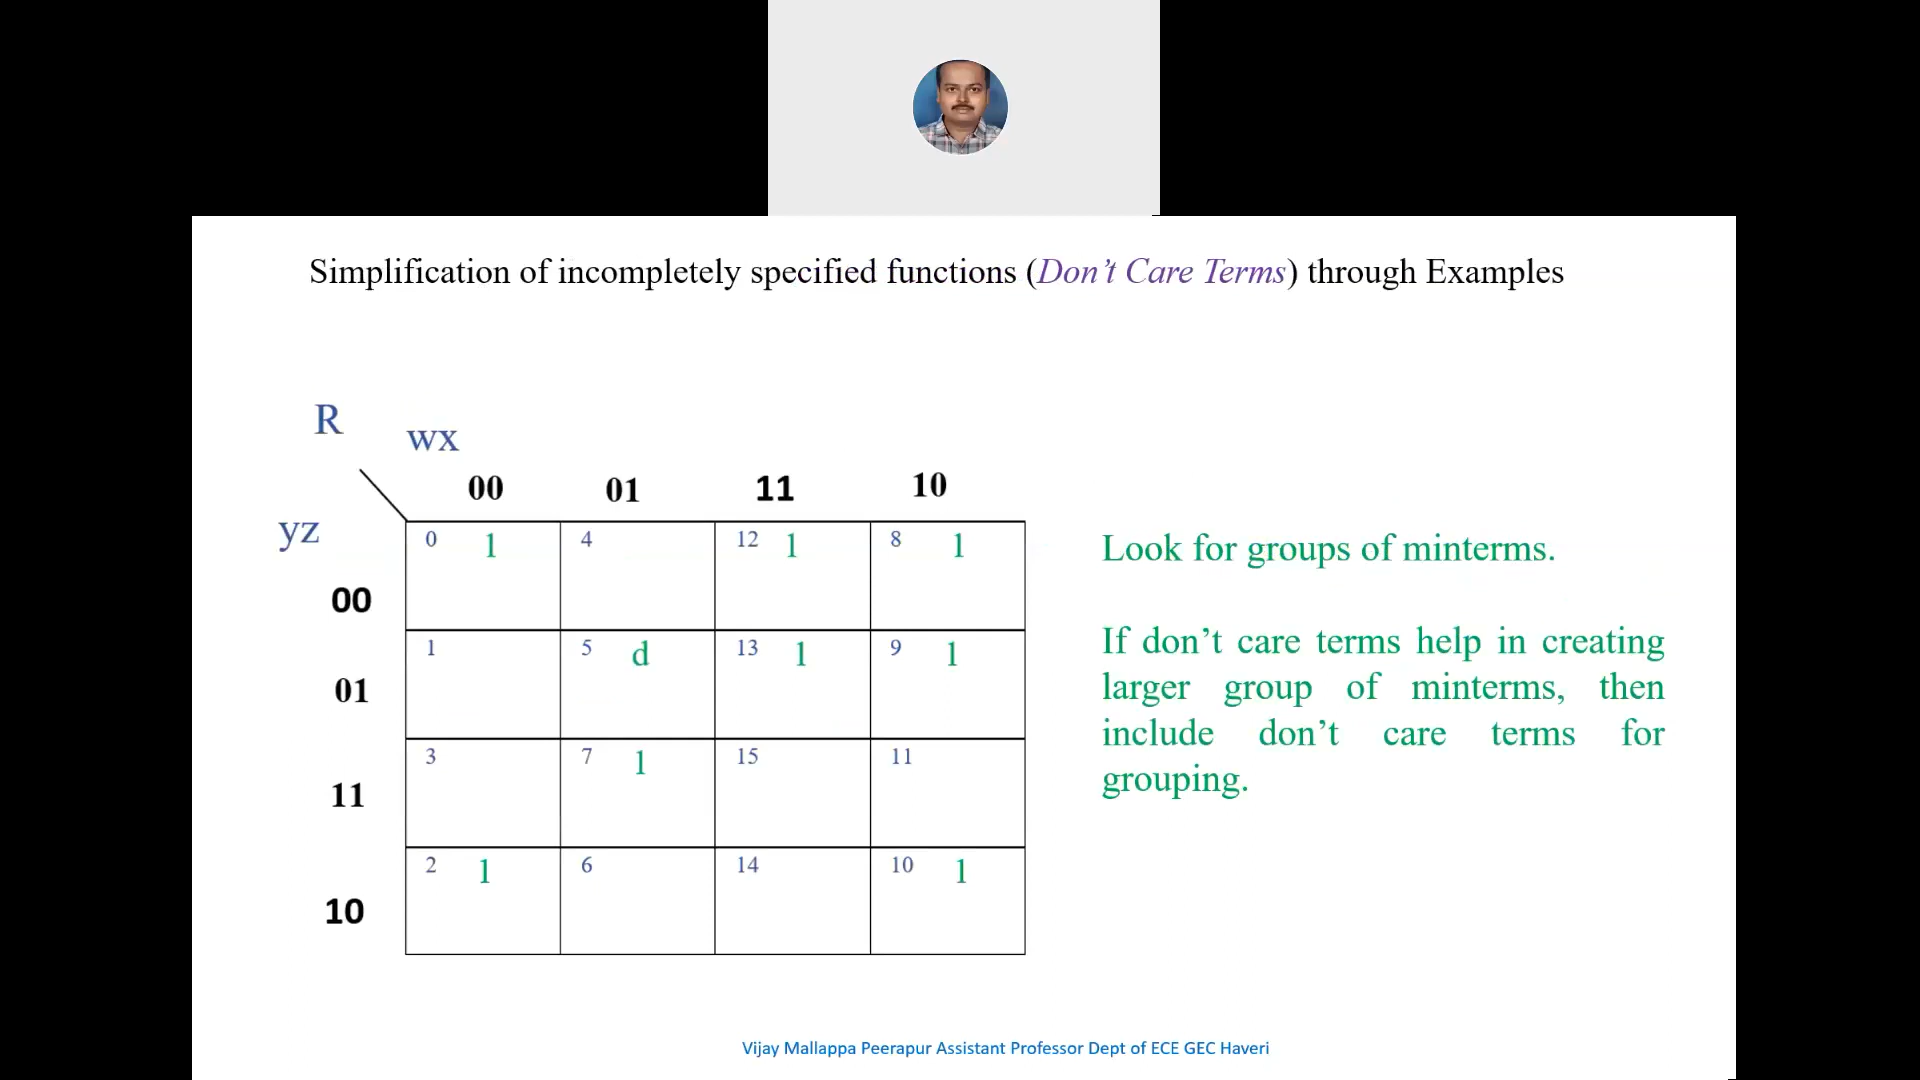 Simplification of incompletely specified functions (Don’t Care Terms) through Examples
R
wx
00 01 11 10
yz
0 1 4 12 1 8 1
00
1 5 d 13 1 9 1
01
3 7 1 15 11
11
2 1 6 14 10 1
10
Look for groups of minterms.
If don’t care terms help in creating
larger group of minterms, then
include don’t care terms for
grouping.
Vijay Mallappa Peerapur Assistant Professor Dept of ECE GEC Haveri